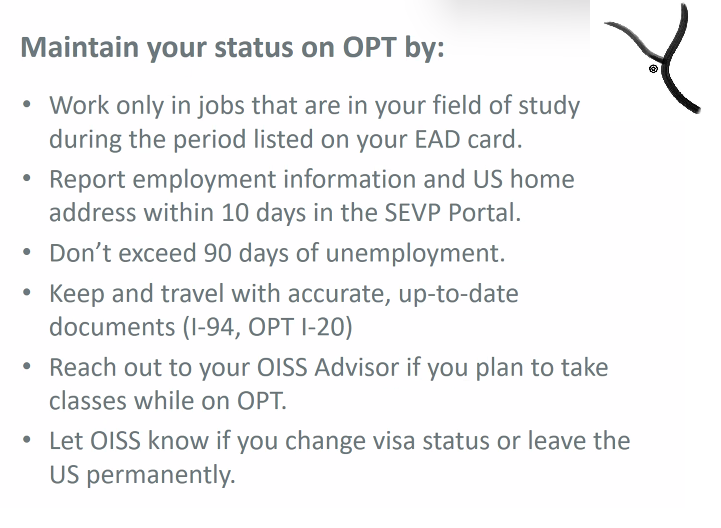 Maintain your status on OPT by:
• Work only in jobs that are in your field of study
during the period listed on your EAD card.
• Report employment information and US home
address within 10 days in the SEVP Portal.
• Don’t exceed 90 days of unemployment.
• Keep and travel with accurate, up-to-date
documents (I-94, OPT I-20)
• Reach out to your OISS Advisor if you plan to take
classes while on OPT.
• Let OISS know if you change visa status or leave the
US permanently.
®